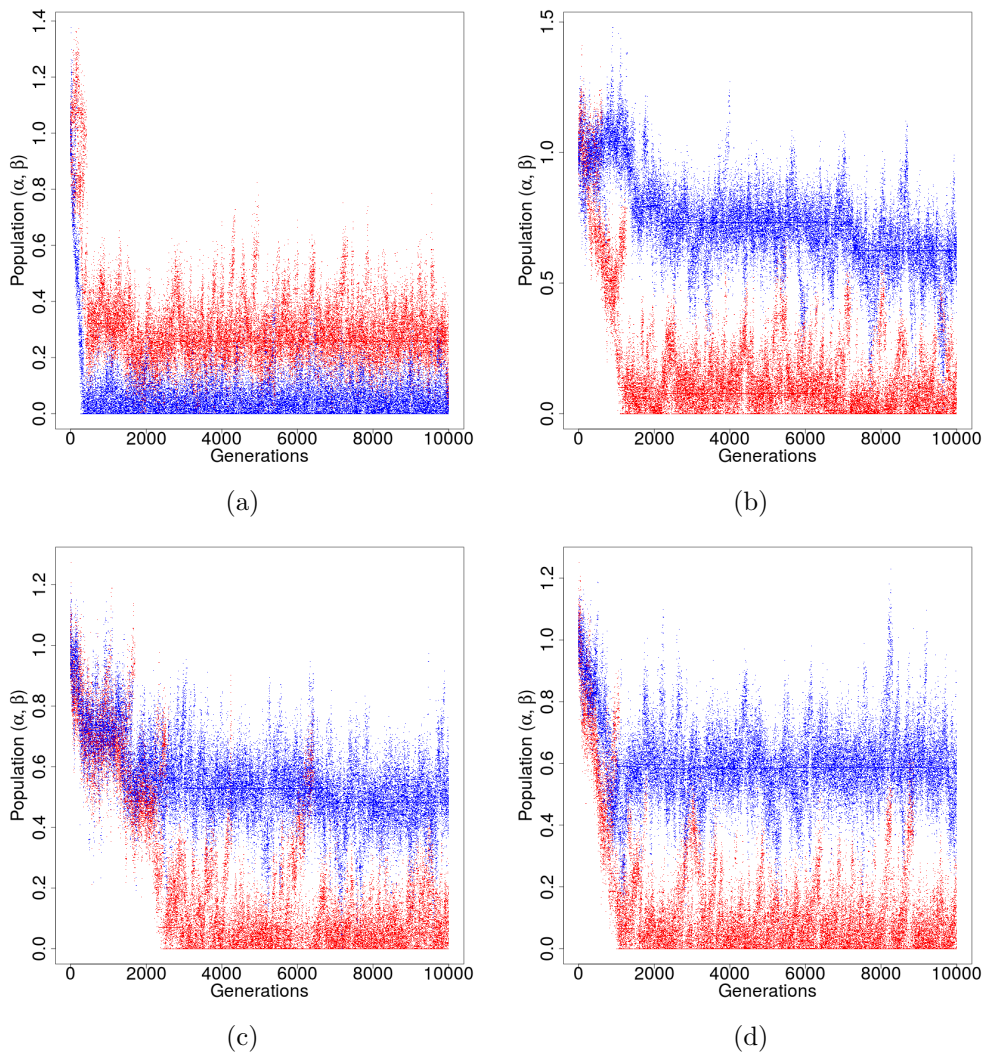 Population (α, β)
0.0 0.2 0.4 0.6 0.8 1.0 1.2 1.4
0 2000 4000 6000 8000 10000
Generations
(a)
Population (α, β)
0.0 0.5 1.0 1.5
0 2000 4000 6000 8000 10000
Generations
(b)
Population (α, β)
0.0 0.2 0.4 0.6 0.8 1.0 1.2
0 2000 4000 6000 8000 10000
Generations
(c)
Population (α, β)
0.0 0.2 0.4 0.6 0.8 1.0 1.2
0 2000 4000 6000 8000 10000
Generations
(d)